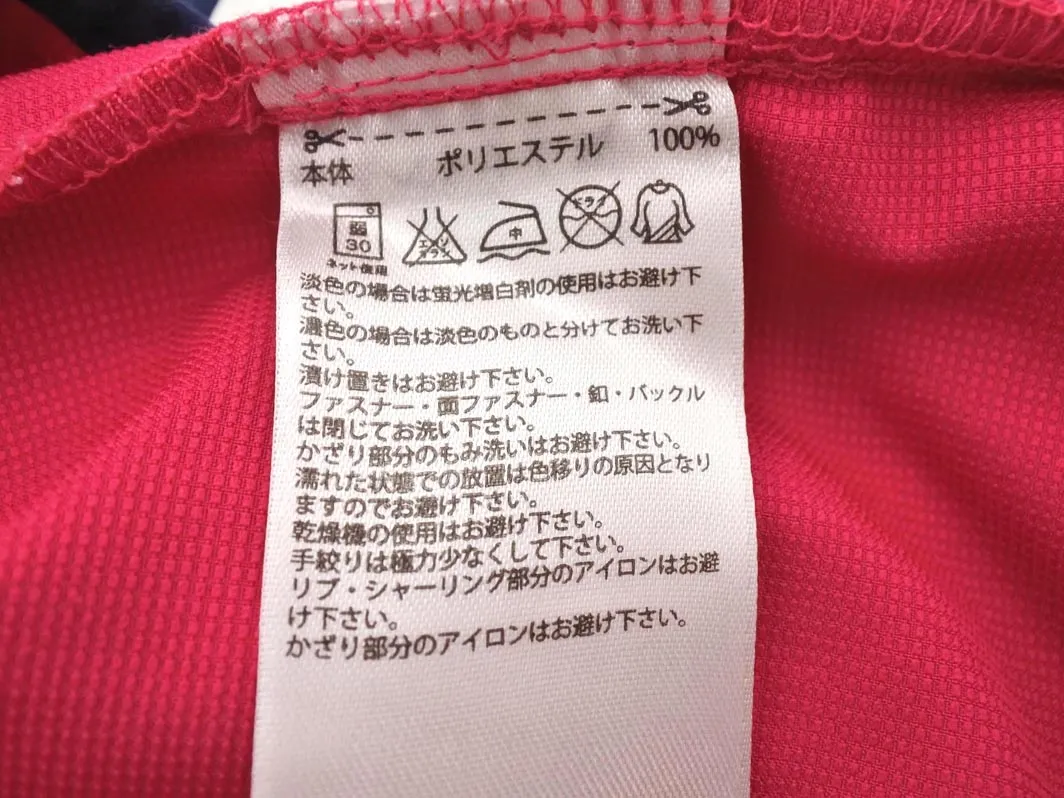 本体 ポリエステル 100%
弱
30
ネット使用
エンソ
サラシ
中
ドライ
淡色の場合は蛍光増白剤の使用はお避け下
さい。
濃色の場合は淡色のものと分けてお洗い下
さい。
漬け置きはお避け下さい。
ファスナー・面ファスナー・釦・バックル
は閉じてお洗い下さい。
かざり部分のもみ洗いはお避け下さい。
濡れた状態での放置は色移りの原因となり
ますのでお避け下さい。
乾燥機の使用はお避け下さい。
手絞りは極力少なくして下さい。
リブ・シャーリング部分のアイロンはお避
け下さい。
かざり部分のアイロンはお避け下さい。